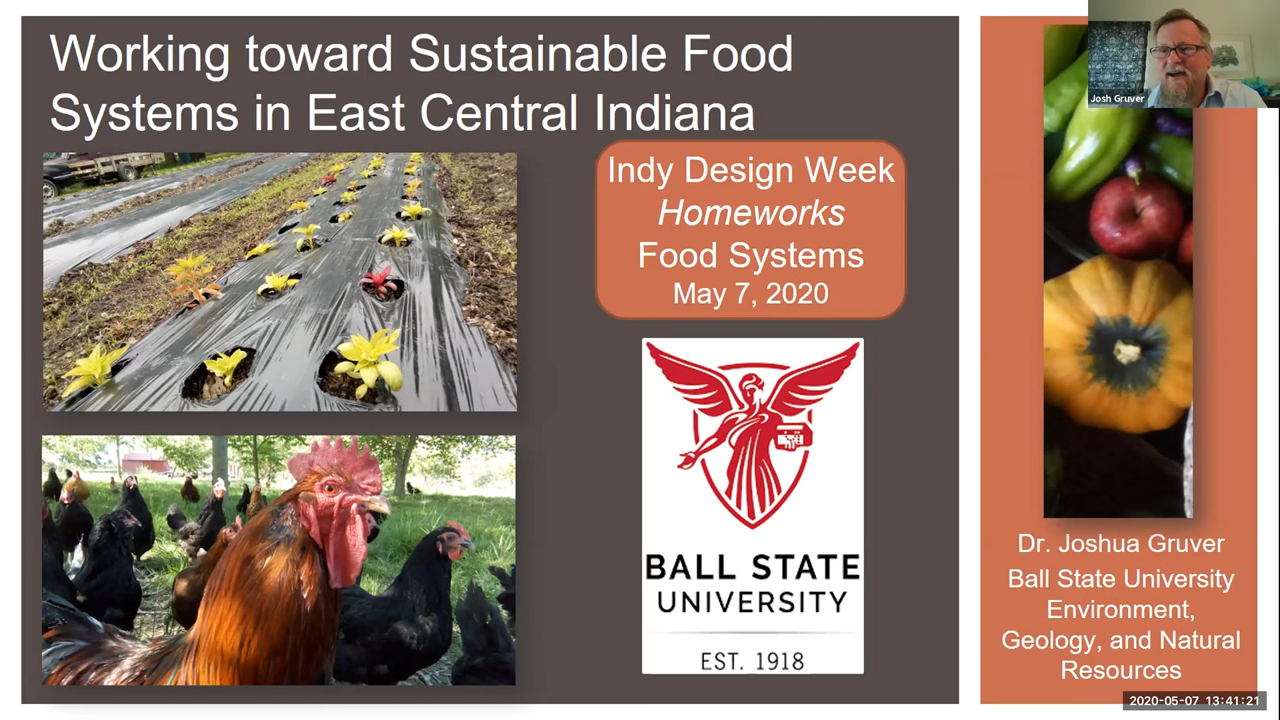 Working toward Sustainable Food
Systems in East Central Indiana
Indy Design Week
Homeworks
Food Systems
May 7, 2020
BALL STATE
UNIVERSITY
EST. 1918
Josh Gruver
Dr. Joshua Gruver
Ball State University
Environment,
Geology, and Natural
Resources
2020-05-07 13:41:21